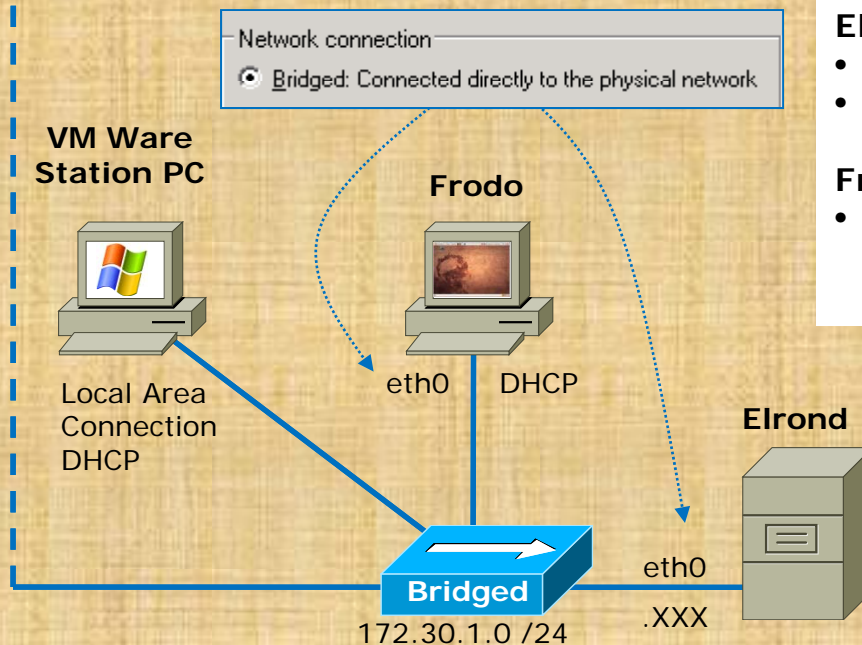 Network connection
Bridged: Connected directly to the physical network
VM Ware
Station PC
Frodo
Local Area
Connection
DHCP
eth0 DHCP
Elrond
eth0
.XXX
Bridged
172.30.1.0 /24